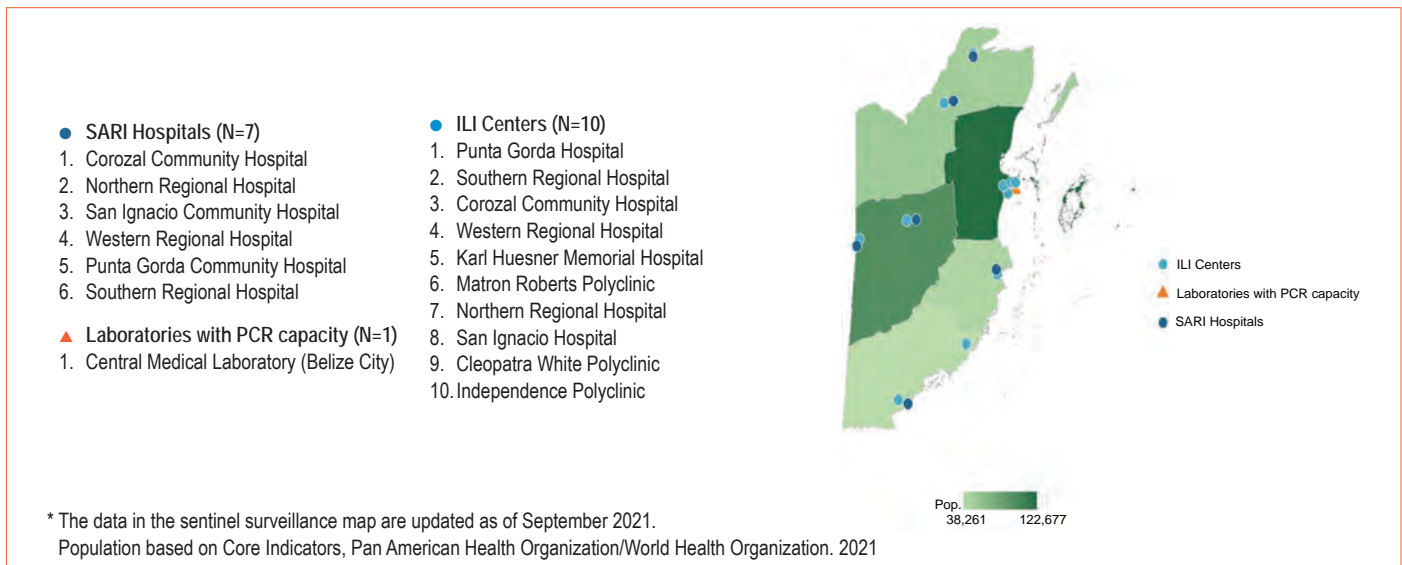 SARI Hospitals (N=7)
1. Corozal Community Hospital
2. Northern Regional Hospital
3. San Ignacio Community Hospital
4. Western Regional Hospital
5. Punta Gorda Community Hospital
6. Southern Regional Hospital
Laboratories with PCR capacity (N=1)
1. Central Medical Laboratory (Belize City)
ILI Centers (N=10)
1. Punta Gorda Hospital
2. Southern Regional Hospital
3. Corozal Community Hospital
4. Western Regional Hospital
5. Karl Huesner Memorial Hospital
6. Matron Roberts Polyclinic
7. Northern Regional Hospital
8. San Ignacio Hospital
9. Cleopatra White Polyclinic
10. Independence Polyclinic
ILI Centers
Laboratories with PCR capacity
SARI Hospitals
Pop.
38,261 122,677
* The data in the sentinel surveillance map are updated as of September 2021.
Population based on Core Indicators, Pan American Health Organization/World Health Organization. 2021